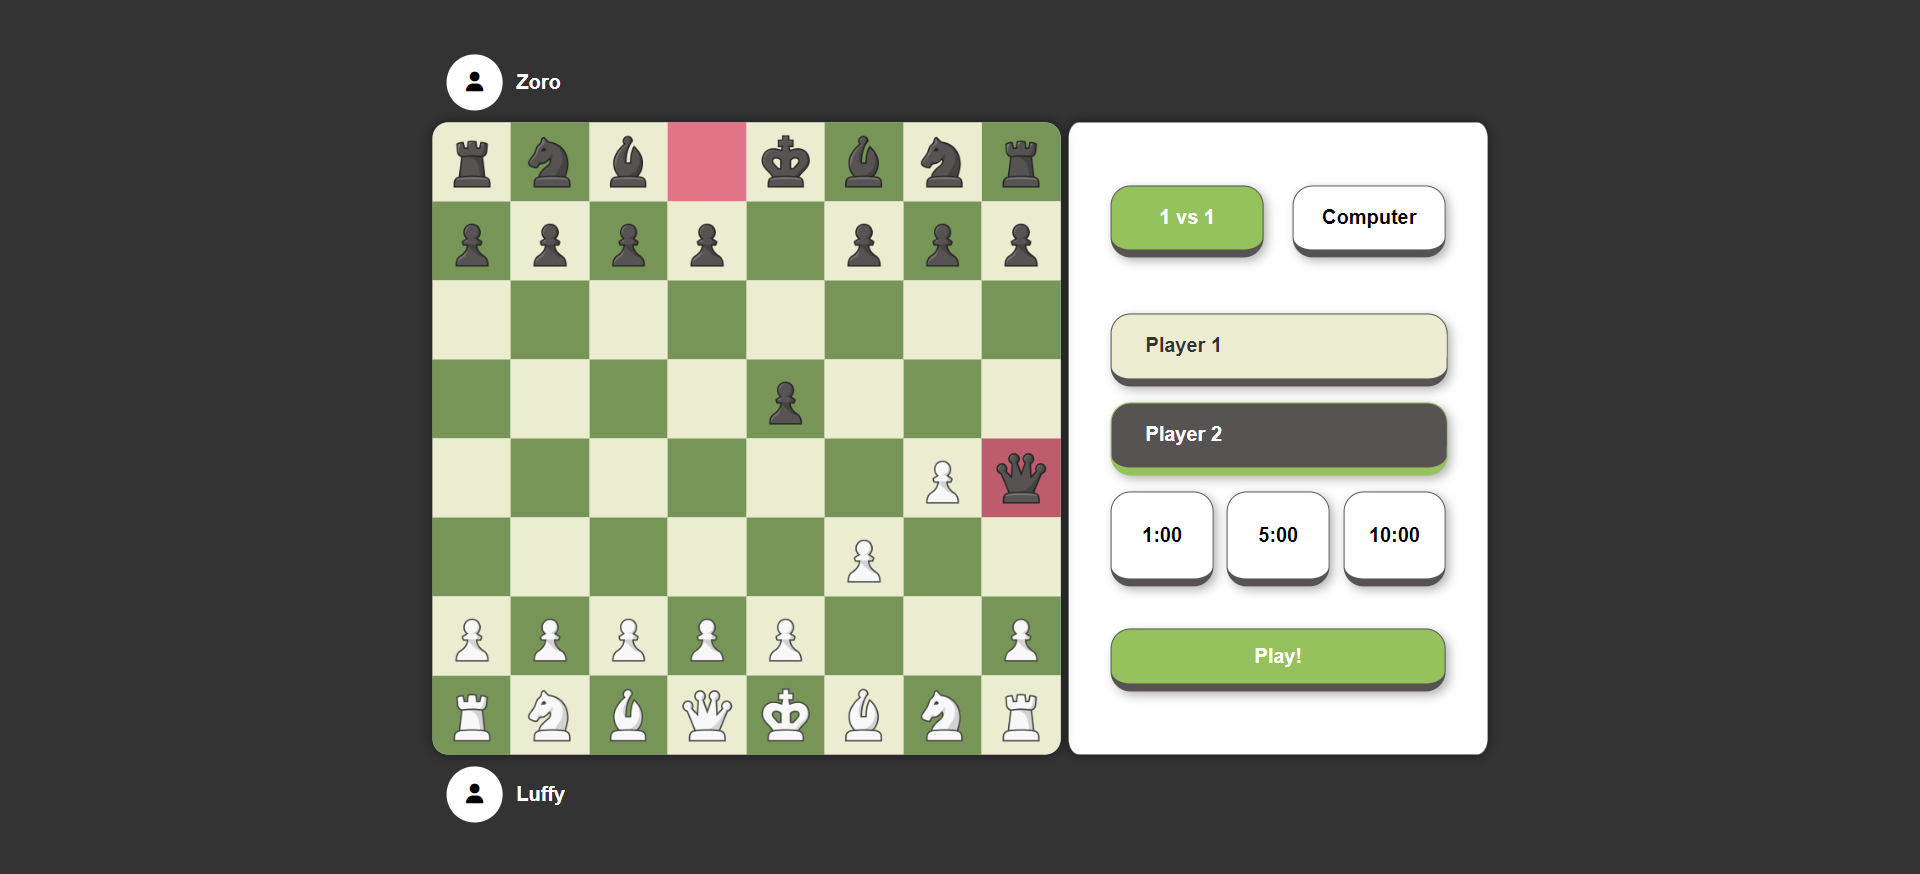 Zoro
1 vs 1
Computer
Player 1
Player 2
1:00
5:00
10:00
Play!
Luffy